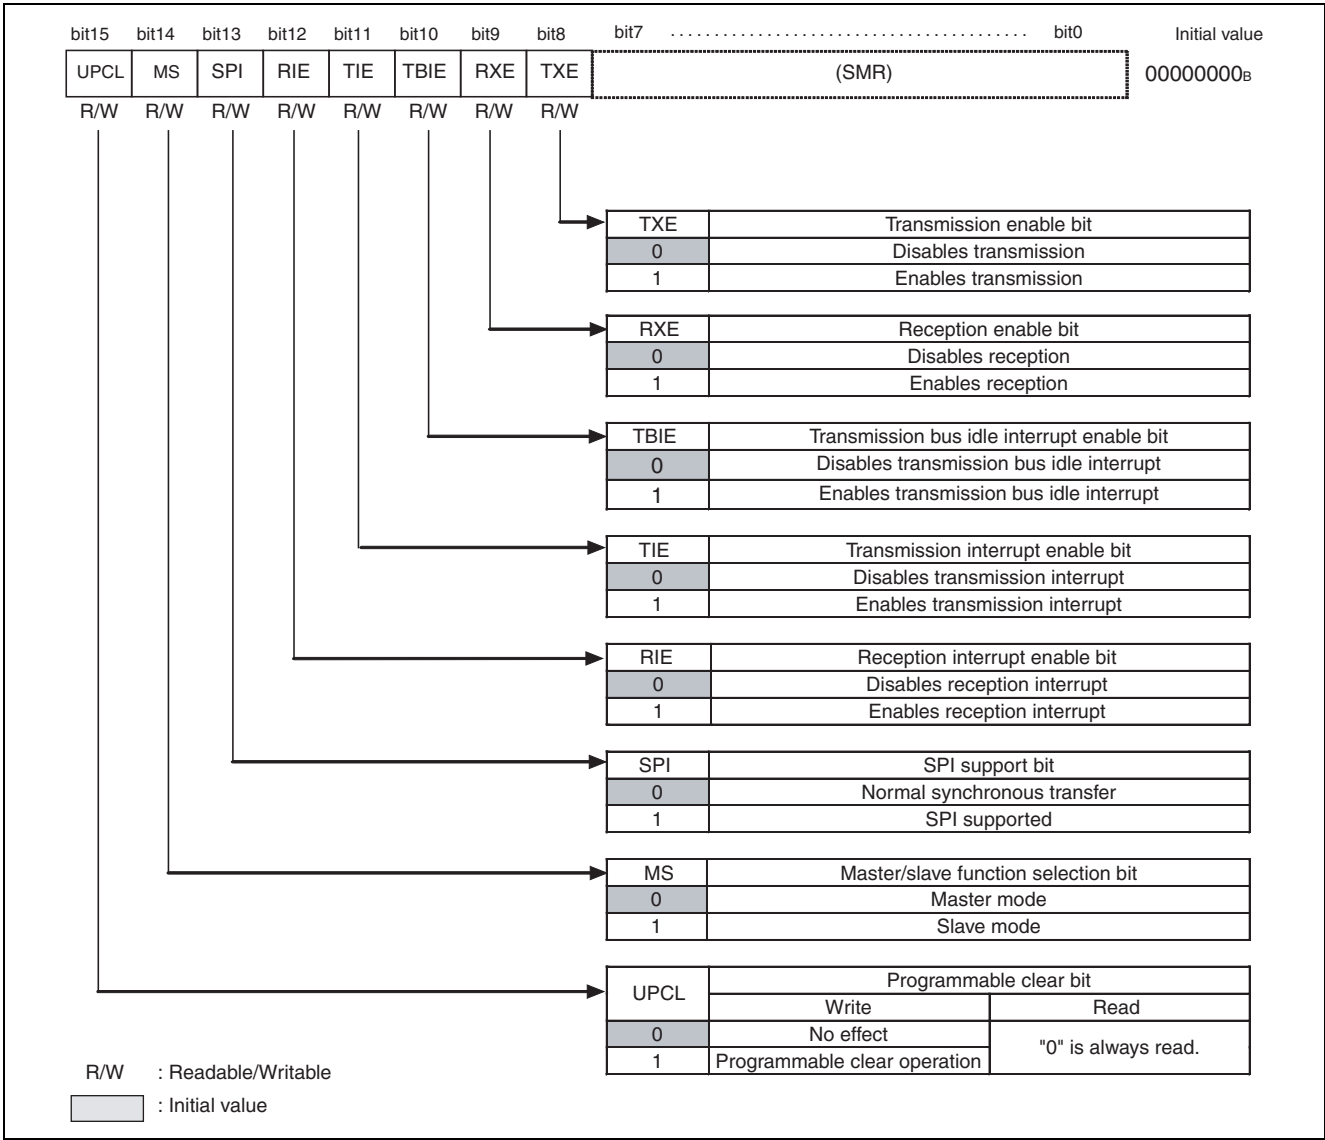 bit15 bit14 bit13 bit12 bit11 bit10 bit9 bit8 bit7 ........................................ bit0 Initial value
UPCL MS SPI RIE TIE TBIE RXE TXE (SMR) 00000000B
R/W R/W R/W R/W R/W R/W R/W R/W
TXE Transmission enable bit
0 Disables transmission
1 Enables transmission
RXE Reception enable bit
0 Disables reception
1 Enables reception
TBIE Transmission bus idle interrupt enable bit
0 Disables transmission bus idle interrupt
1 Enables transmission bus idle interrupt
TIE Transmission interrupt enable bit
0 Disables transmission interrupt
1 Enables transmission interrupt
RIE Reception interrupt enable bit
0 Disables reception interrupt
1 Enables reception interrupt
SPI SPI support bit
0 Normal synchronous transfer
1 SPI supported
MS Master/slave function selection bit
0 Master mode
1 Slave mode
UPCL Programmable clear bit
Write Read
0 No effect "0" is always read.
1 Programmable clear operation
R/W : Readable/Writable
: Initial value